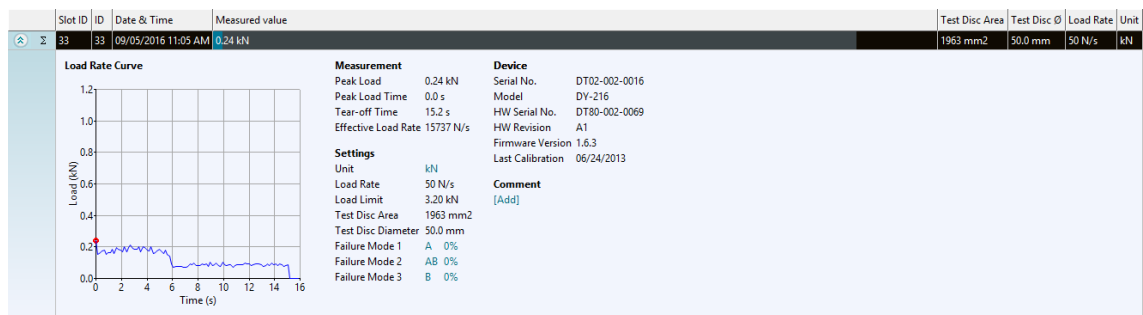 Slot ID ID Date & Time Measured value Test Disc Area Test Disc Ø Load Rate Unit
Σ 33 33 09/05/2016 11:05 AM 0.24 kN 1963 mm2 50.0 mm 50 N/s kN
Load Rate Curve
1.2
1.0
0.8
0.6
0.4
0.2
0.0
Load (kN)
0 2 4 6 8 10 12 14 16
Time (s)
Measurement
Peak Load 0.24 kN
Peak Load Time 0.0 s
Tear-off Time 15.2 s
Effective Load Rate 15737 N/s
Settings
Unit kN
Load Rate 50 N/s
Load Limit 3.20 kN
Test Disc Area 1963 mm2
Test Disc Diameter 50.0 mm
Failure Mode 1 A 0%
Failure Mode 2 AB 0%
Failure Mode 3 B 0%
Device
Serial No. DT02-002-0016
Model DY-216
HW Serial No. DT80-002-0069
HW Revision A1
Firmware Version 1.6.3
Last Calibration 06/24/2013
Comment
[Add]